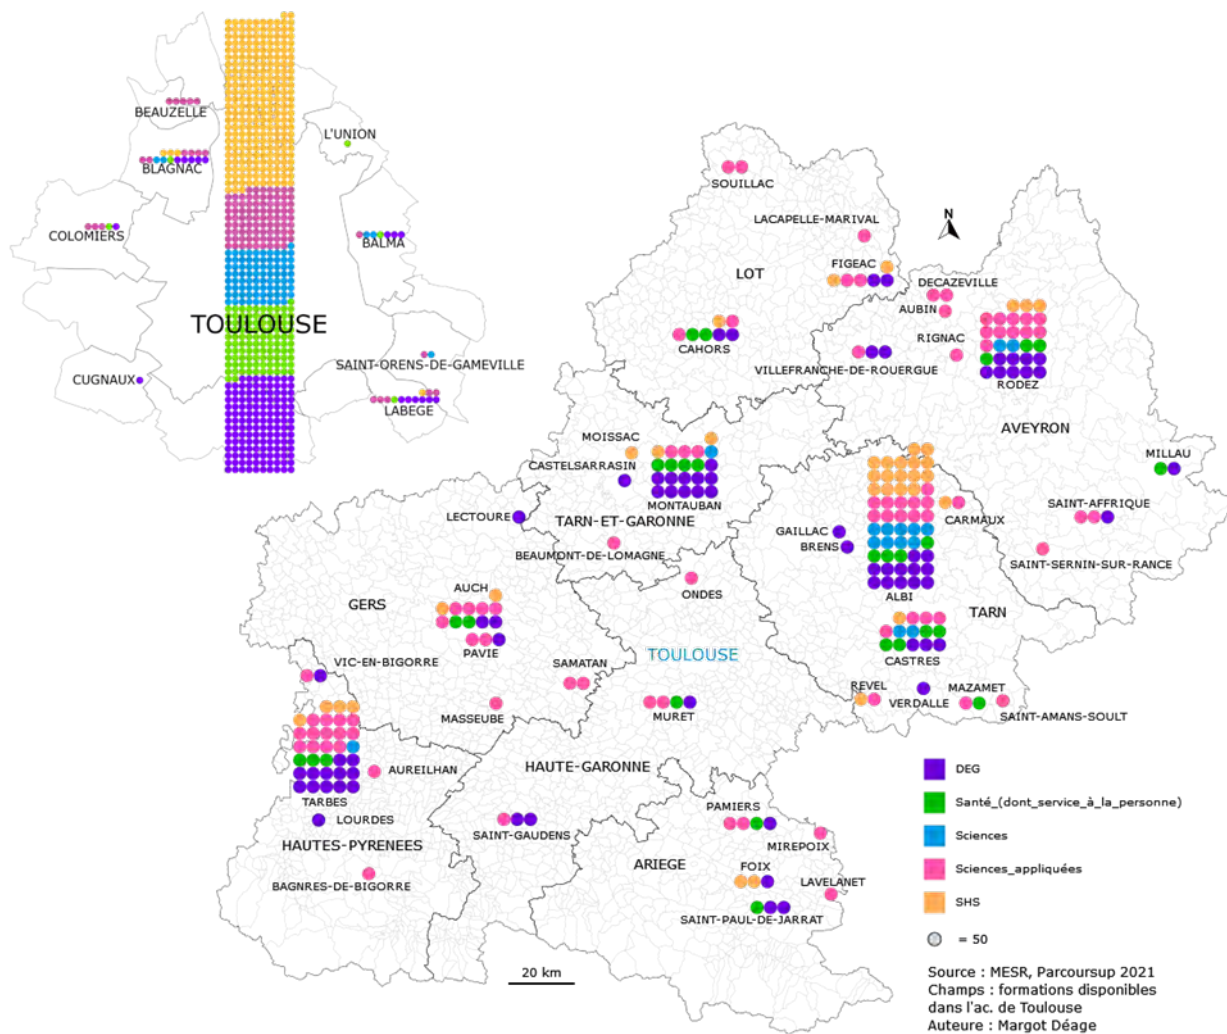 BEAUZELLE
L'UNION
BLAGNAC
COLOMIERS
BALMA
TOULOUSE
SAINT-ORENS-DE-GAMEVILLE
CUGNAUX
LABEGE
SOUILLAC
LACAPELLE-MARIVAL
N
FIGEAC
LOT
DECAZEVILLE
AUBIN
CAHORS
RIGNAC
VILLEFRANCHE-DE-ROUERGUE
RODEZ
AVEYRON
MOISSAC
CASTELSARRASIN
MONTAUBAN
MILLAU
LECTOURE
TARN-ET-GARONNE
SAINT-AFFRIQUE
CARMAUX
GAILLAC
BRENS
BEAUMONT-DE-LOMAGNE
SAINT-SERNIN-SUR-RANCE
ONDES
AUCH
ALBI
GERS
TARN
PAVIE
TOULOUSE
CASTRES
VIC-EN-BIGORRE
SAMATAN
REVEL
VERDALLE
MAZAMET
SAINT-AMANS-SOULT
MASSEUBE
MURET
AUREILHAN
HAUTE-GARONNE
TARBES
LOURDES
SAINT-GAUDENS
PAMIERS
MIREPOIX
HAUTES-PYRENEES
ARIEGE
FOIX
BAGNRES-DE-BIGORRE
LAVELANET
SAINT-PAUL-DE-JARRAT
20 km
DEG
Santé_(dont_service_à_la_personne)
Sciences
Sciences_appliquées
SHS
= 50
Source : MESR, Parcoursup 2021
Champs : formations disponibles
dans l'ac. de Toulouse
Auteure : Margot Déage